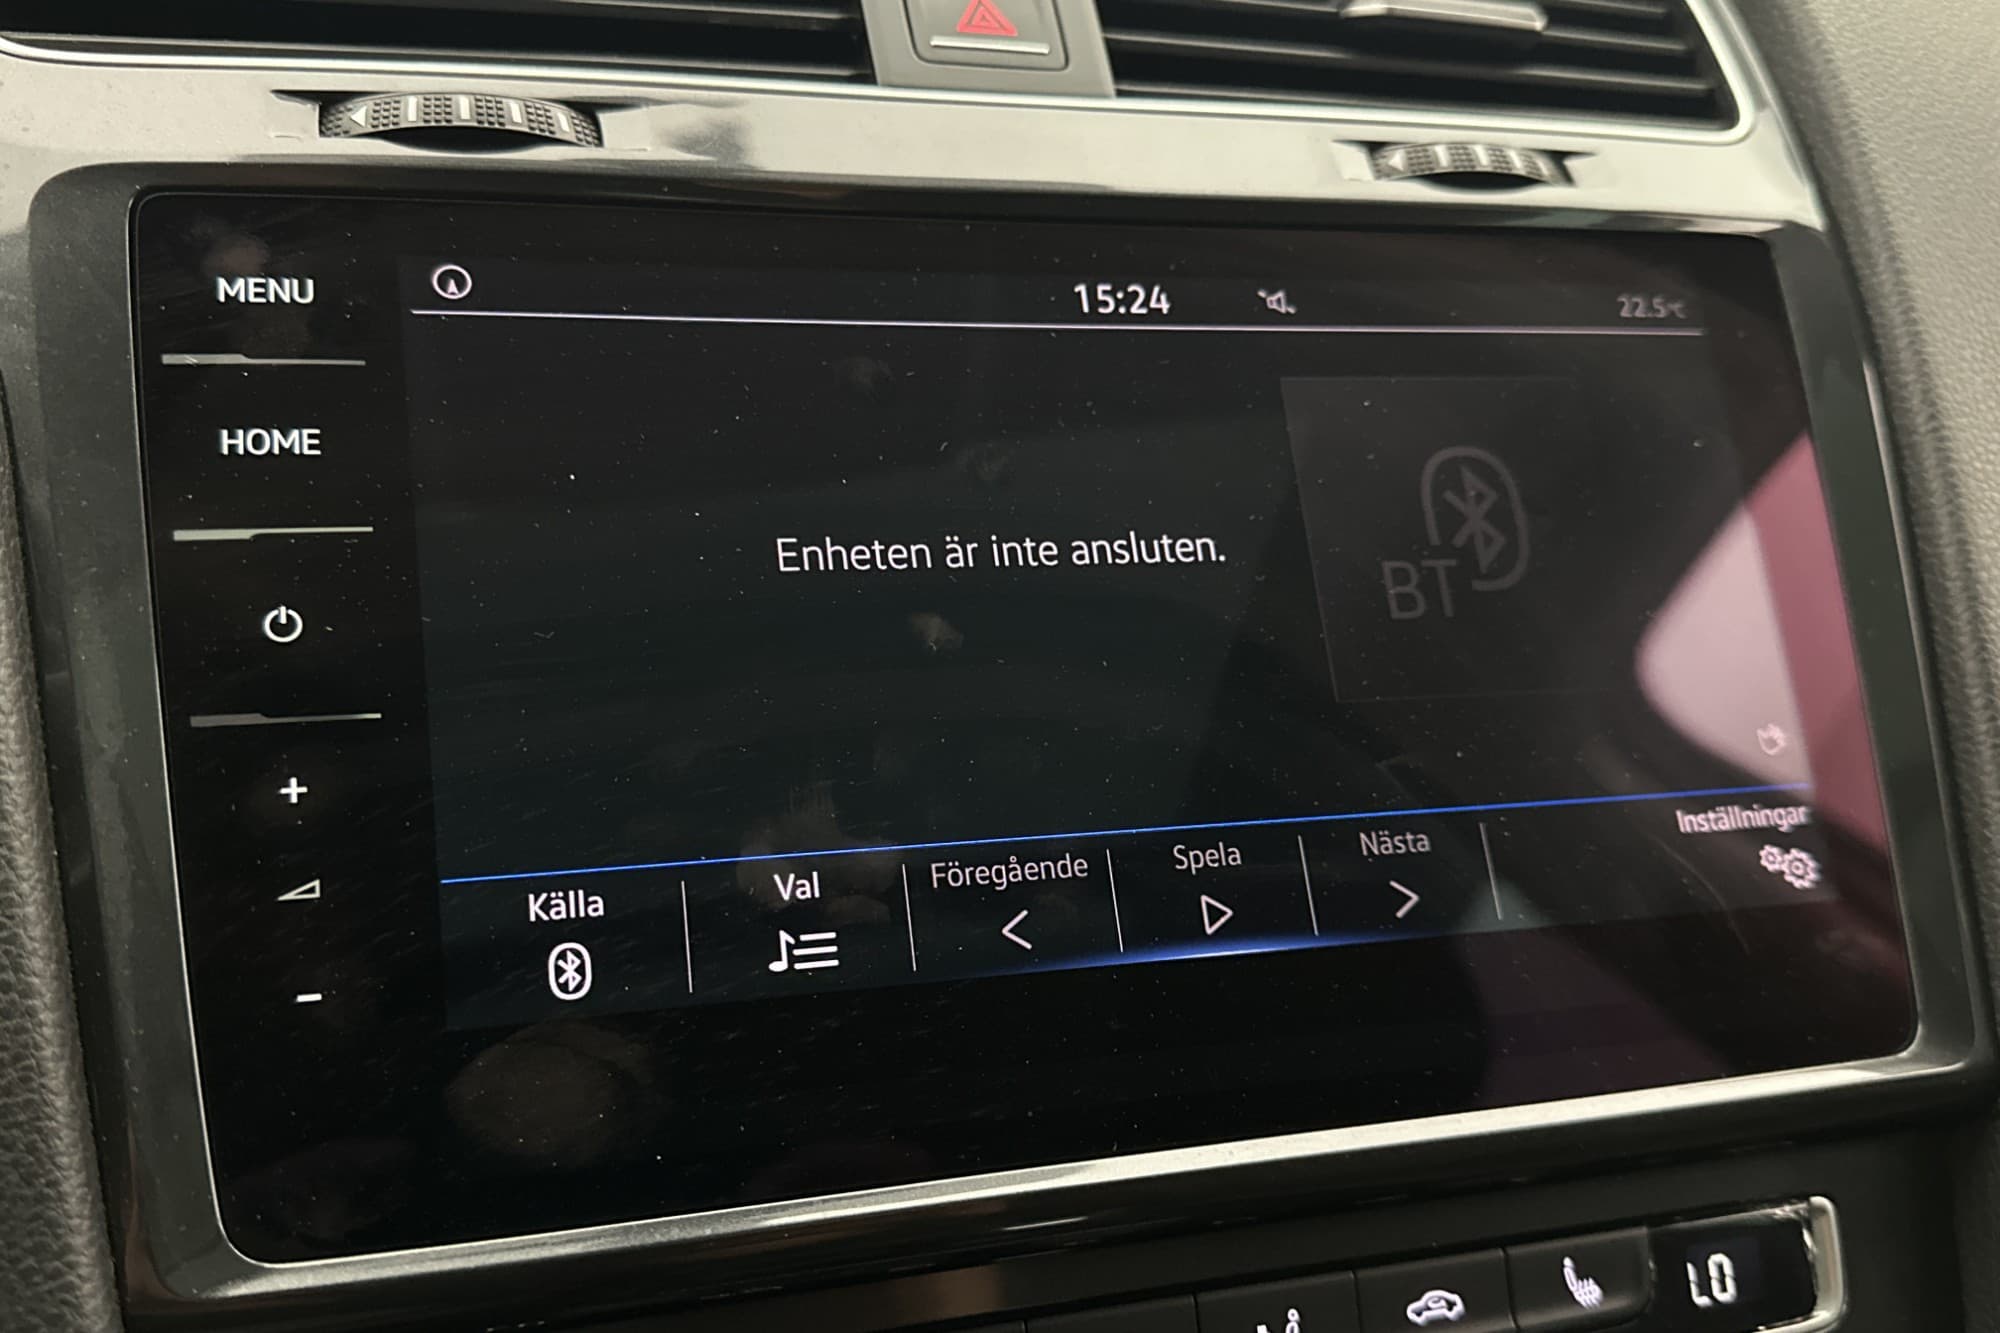 MENU
15:24
22.5°C
HOME
Enheten är inte ansluten.
BT
Källa
Val
Föregående
Spela
Nästa
Inställningar
+
-
LO